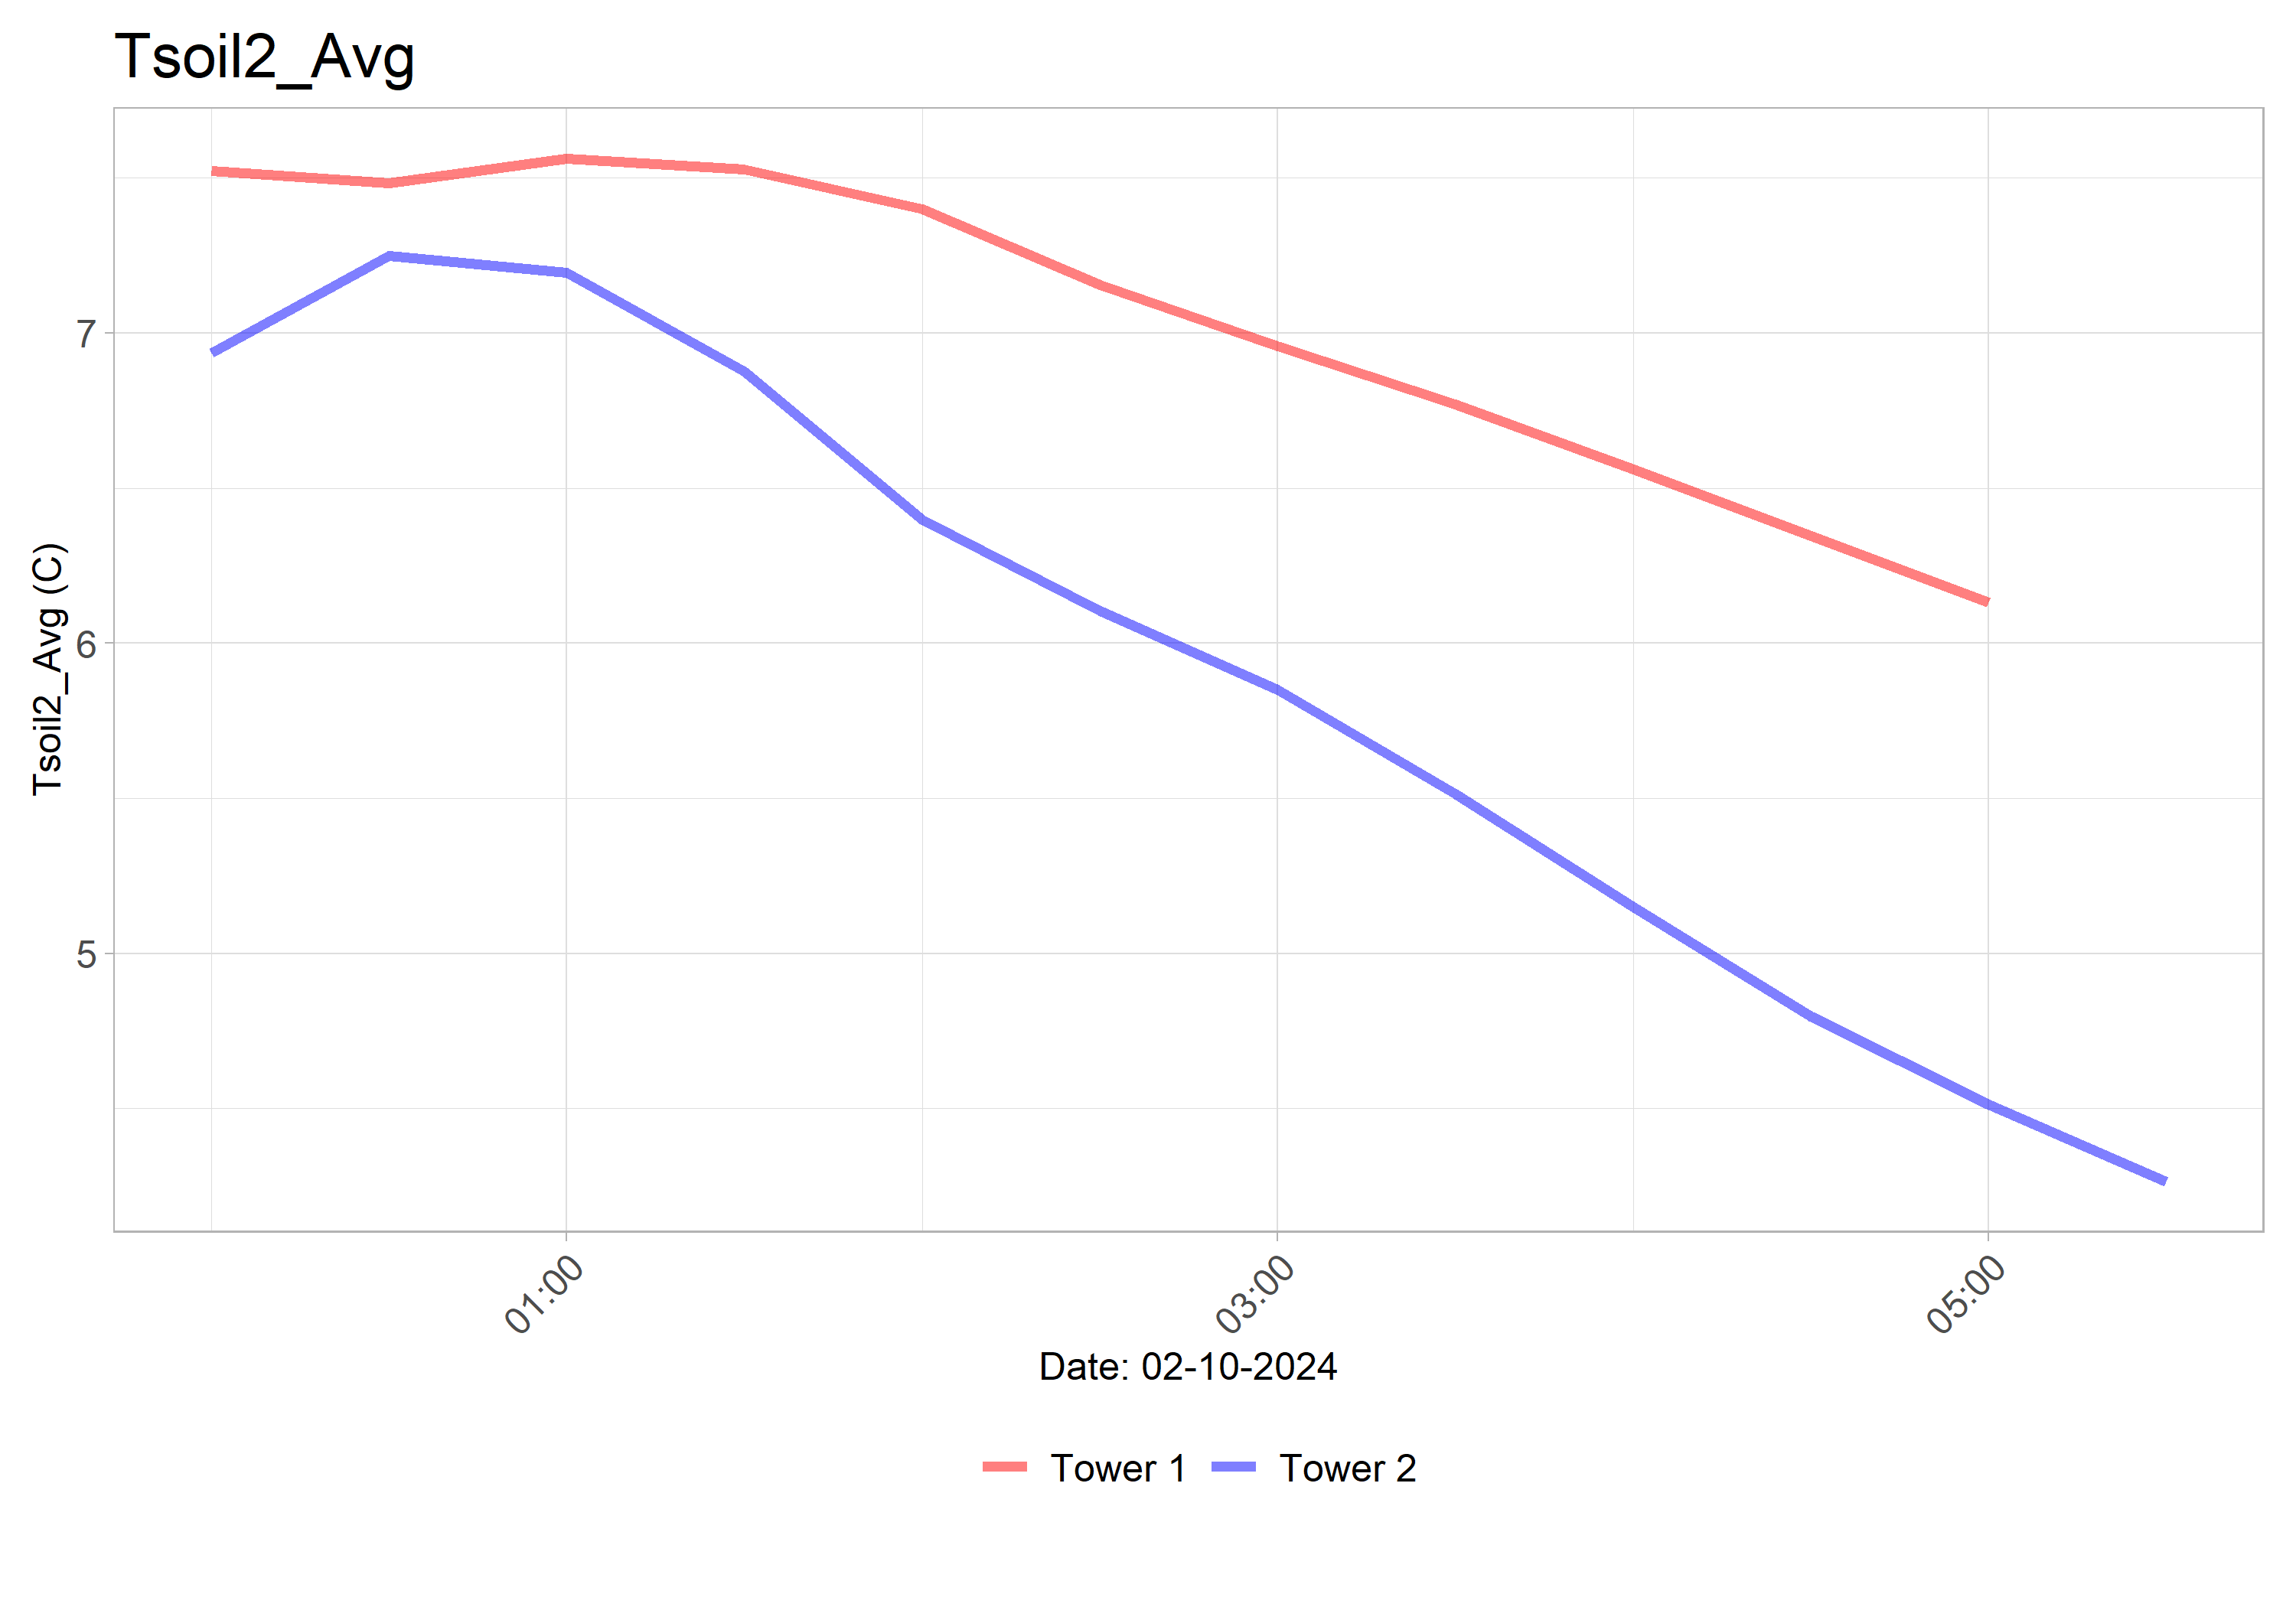 Tsoil2_Avg
Tsoil2_Avg (C)
7
6
5
01:00 03:00 05:00
Date: 02-10-2024
Tower 1 Tower 2